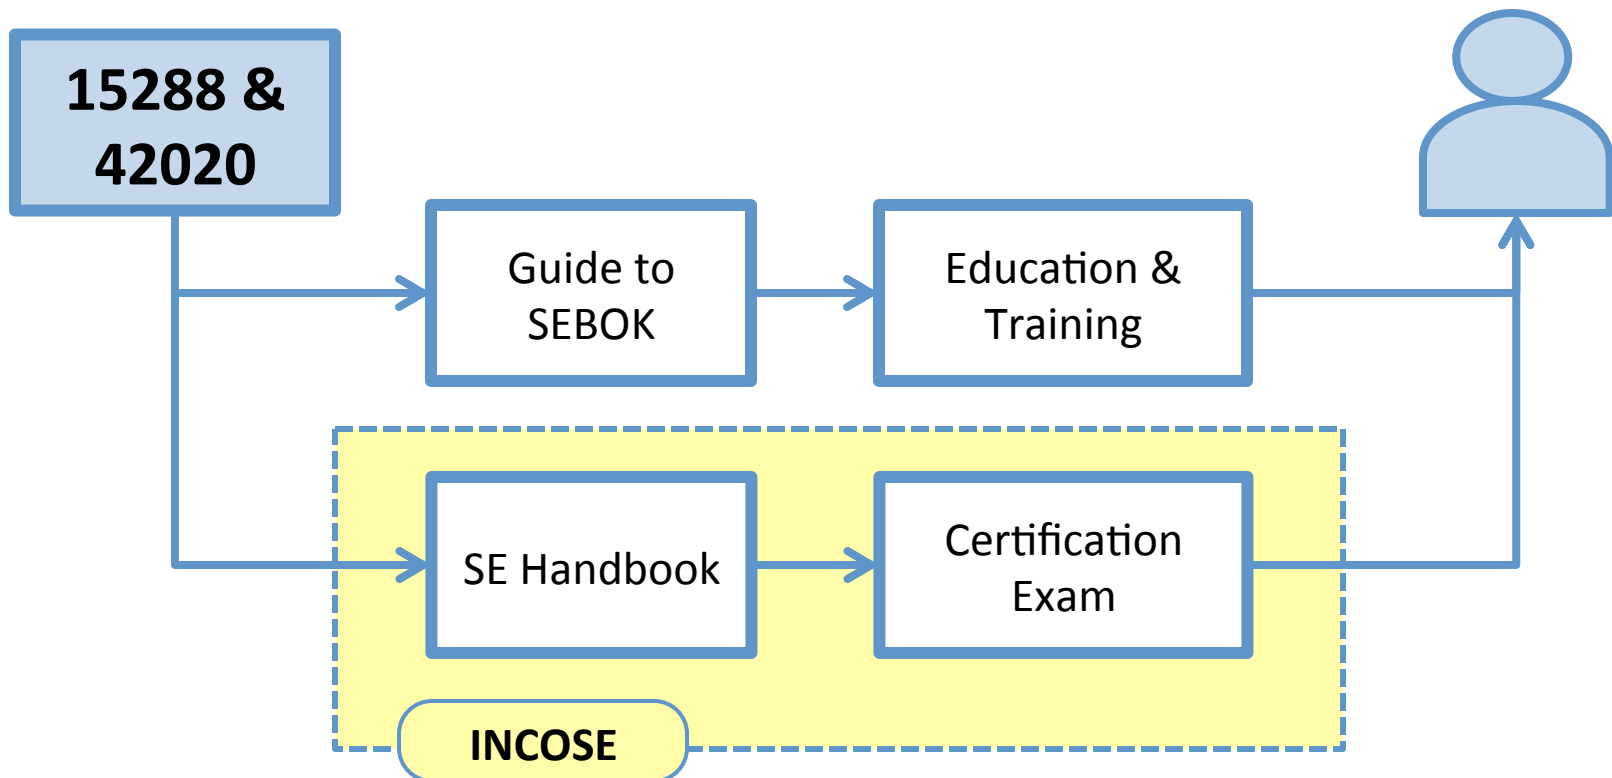 15288 &
42020
Guide to
SEBOK
Education &
Training
SE Handbook
Certification
Exam
INCOSE